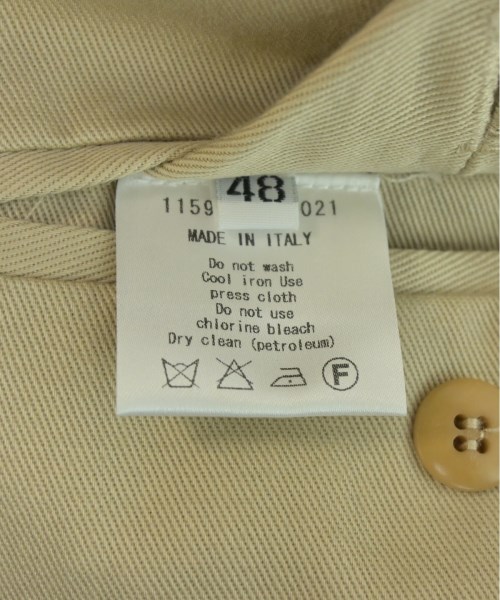 48
1159 021
MADE IN ITALY
Do not wash
Cool iron Use
press cloth
Do not use
chlorine bleach
Dry clean (petroleum)
F